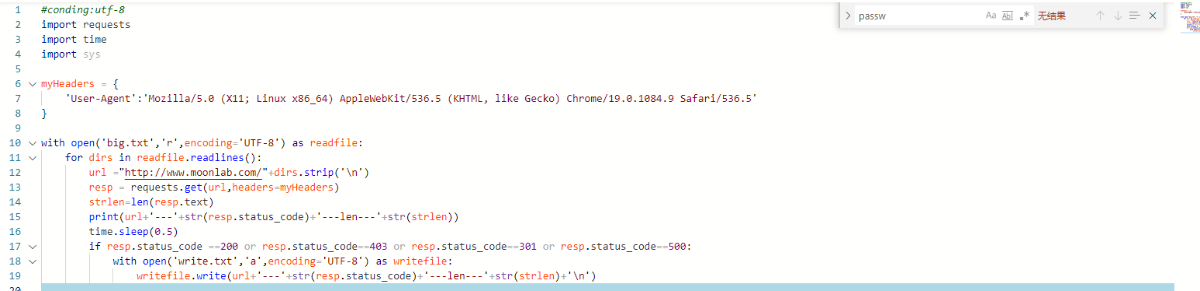 passw
Aa Abl .* 无结果
1 #conding:utf-8
2 import requests
3 import time
4 import sys
5
6 myHeaders = {
7 'User-Agent':'Mozilla/5.0 (X11; Linux x86_64) AppleWebKit/536.5 (KHTML, like Gecko) Chrome/19.0.1084.9 Safari/536.5'
8 }
9
10 with open('big.txt','r',encoding='UTF-8') as readfile:
11 for dirs in readfile.readlines():
12 url ="http://www.moonlab.com/"+dirs.strip('\n')
13 resp = requests.get(url,headers=myHeaders)
14 strlen=len(resp.text)
15 print(url+'---'+str(resp.status_code)+'---len---'+str(strlen))
16 time.sleep(0.5)
17 if resp.status_code ==200 or resp.status_code==403 or resp.status_code==301 or resp.status_code==500:
18 with open('write.txt','a',encoding='UTF-8') as writefile:
19 writefile.write(url+'---'+str(resp.status_code)+'---len---'+str(strlen)+'\n')
20